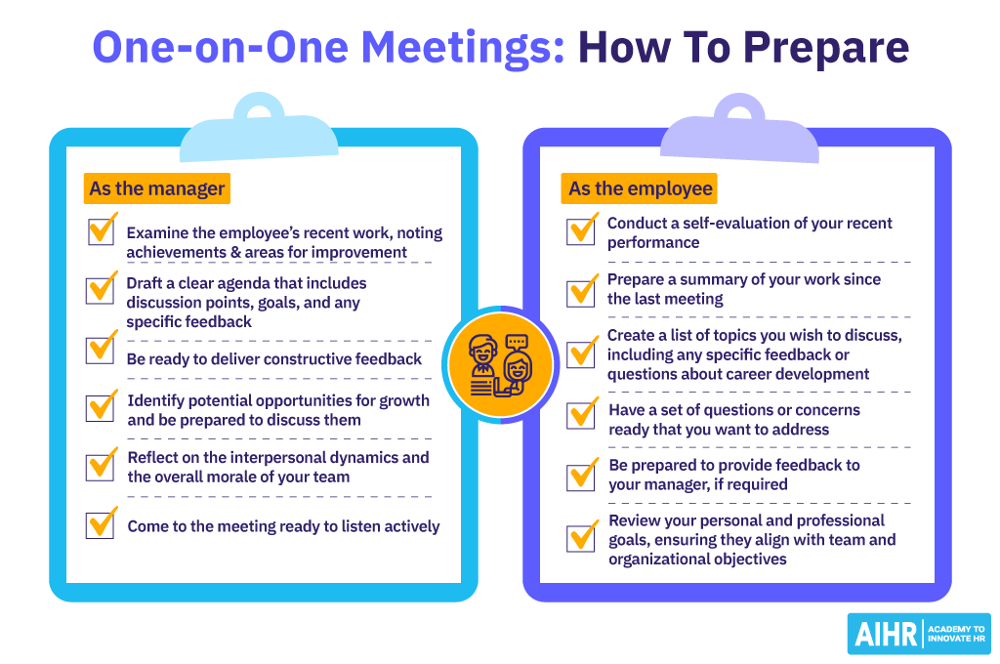 One-on-One Meetings: How To Prepare
As the manager
Examine the employee's recent work, noting
achievements & areas for improvement
Draft a clear agenda that includes
discussion points, goals, and any
specific feedback
Be ready to deliver constructive feedback
Identify potential opportunities for growth
and be prepared to discuss them
Reflect on the interpersonal dynamics and
the overall morale of your team
Come to the meeting ready to listen actively
As the employee
Conduct a self-evaluation of your recent
performance
Prepare a summary of your work since
the last meeting
Create a list of topics you wish to discuss,
including any specific feedback or
questions about career development
Have a set of questions or concerns
ready that you want to address
Be prepared to provide feedback to
your manager, if required
Review your personal and professional
goals, ensuring they align with team and
organizational objectives
AIHR
ACADEMY TO
INNOVATE HR